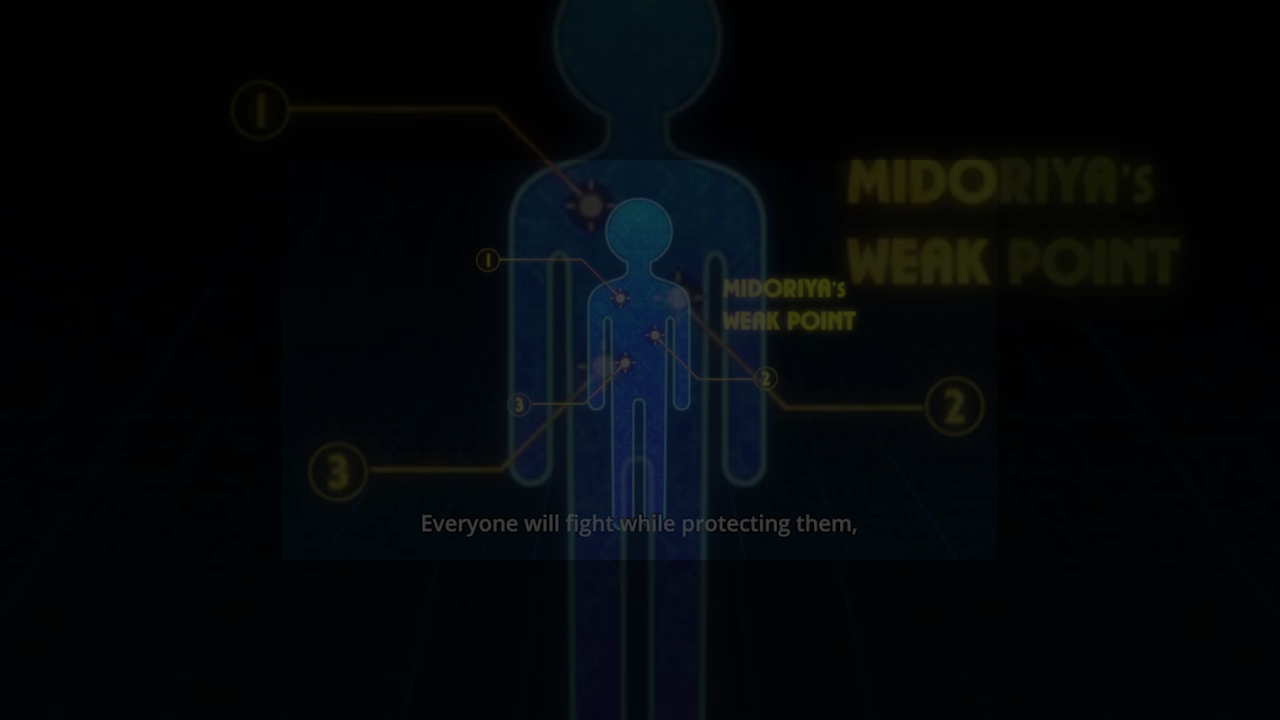 1
MIDORIYA's
WEAK POINT
1
MIDORIYA's
WEAK POINT
2
3
2
3
Everyone will fight while protecting them,